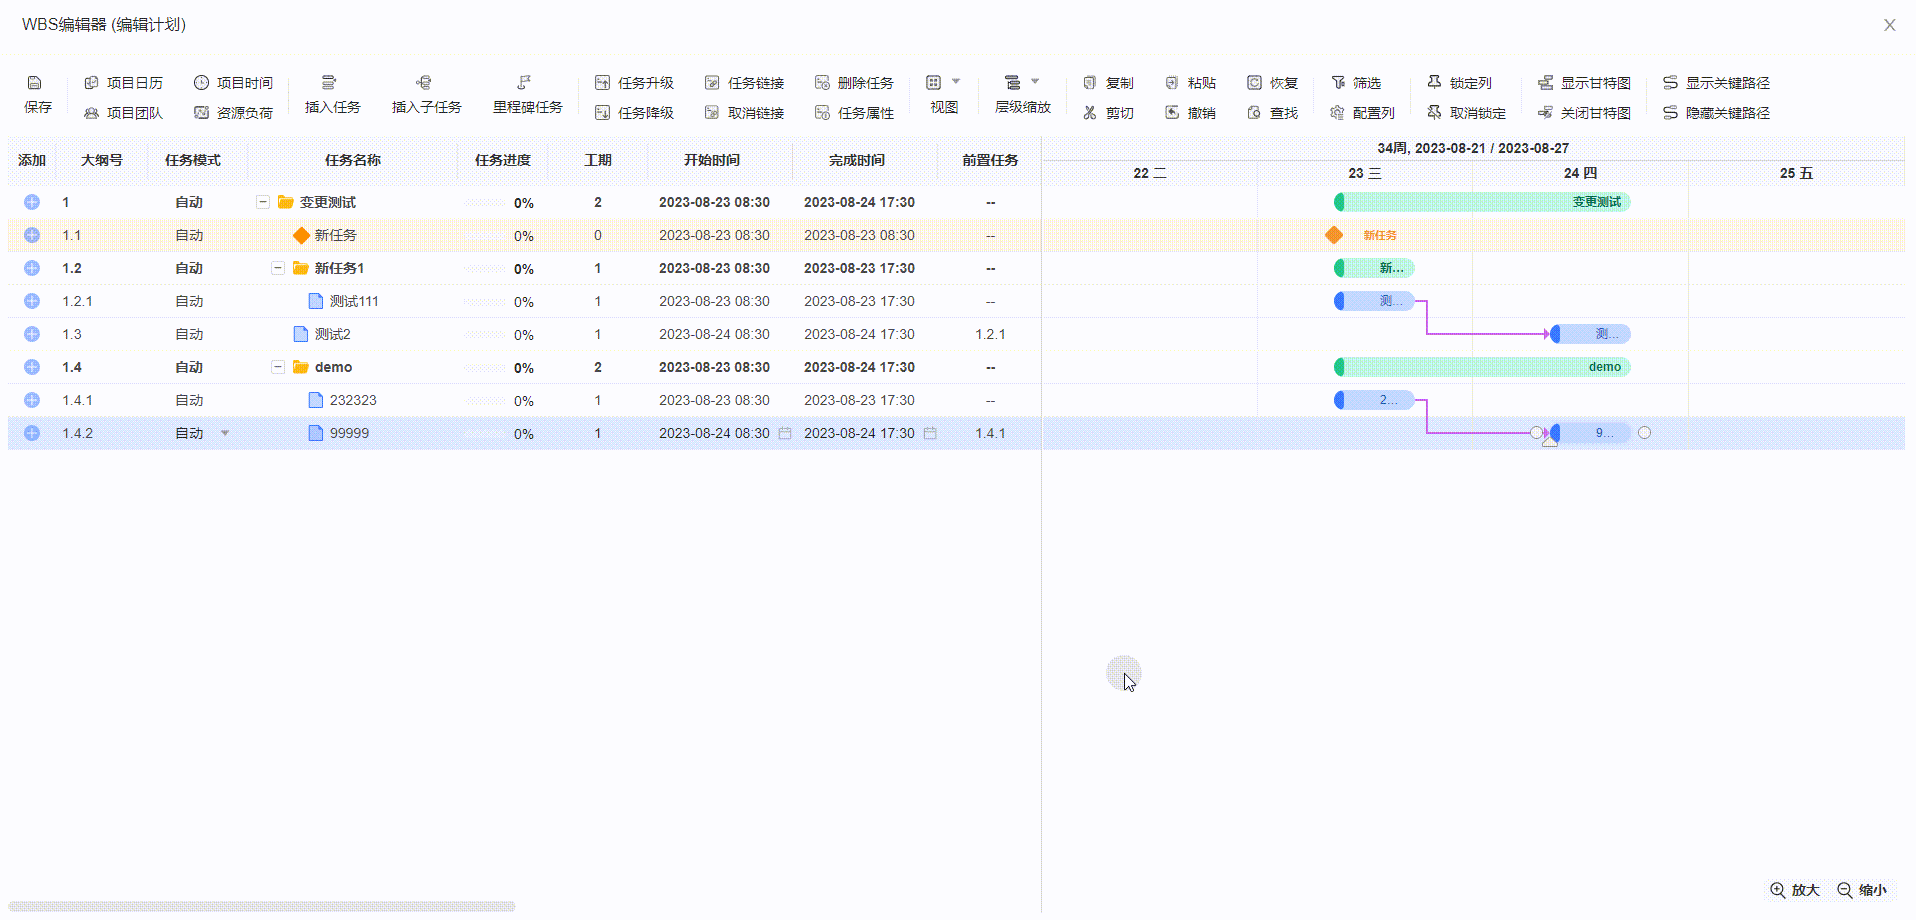 WBS编辑器 (编辑计划)
保存 项目日历 项目时间 插入任务 插入子任务 里程碑任务 任务升级 任务链接 删除任务 视图 层级缩放 复制 粘贴 恢复 筛选 锁定列 显示甘特图 显示关键路径
项目团队 资源负荷 任务降级 取消链接 任务属性 剪切 撤销 查找 配置列 取消锁定 关闭甘特图 隐藏关键路径
添加 大纲号 任务模式 任务名称 任务进度 工期 开始时间 完成时间 前置任务
34周, 2023-08-21 / 2023-08-27
22 二 23 三 24 四 25 五
1 自动 变更测试 0% 2 2023-08-23 08:30 2023-08-24 17:30 -- 变更测试
1.1 自动 新任务 0% 0 2023-08-23 08:30 2023-08-23 08:30 -- 新任务
1.2 自动 新任务1 0% 1 2023-08-23 08:30 2023-08-23 17:30 -- 新...
1.2.1 自动 测试111 0% 1 2023-08-23 08:30 2023-08-23 17:30 -- 测...
1.3 自动 测试2 0% 1 2023-08-24 08:30 2023-08-24 17:30 1.2.1 测...
1.4 自动 demo 0% 2 2023-08-23 08:30 2023-08-24 17:30 -- demo
1.4.1 自动 232323 0% 1 2023-08-23 08:30 2023-08-23 17:30 -- 2...
1.4.2 自动 99999 0% 1 2023-08-24 08:30 2023-08-24 17:30 1.4.1 9...
放大 缩小